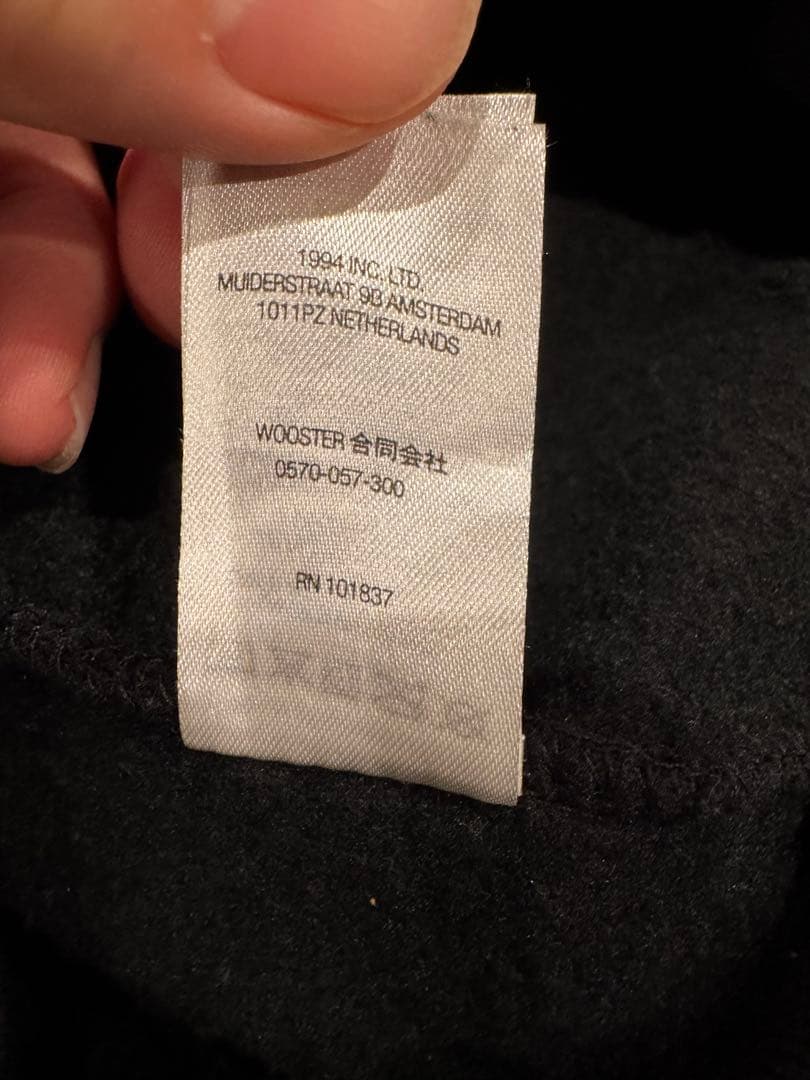 1994 INC. LTD.
MUIDERSTRAAT 9B AMSTERDAM
1011PZ NETHERLANDS
WOOSTER 合同会社
0570-057-300
RN 101837